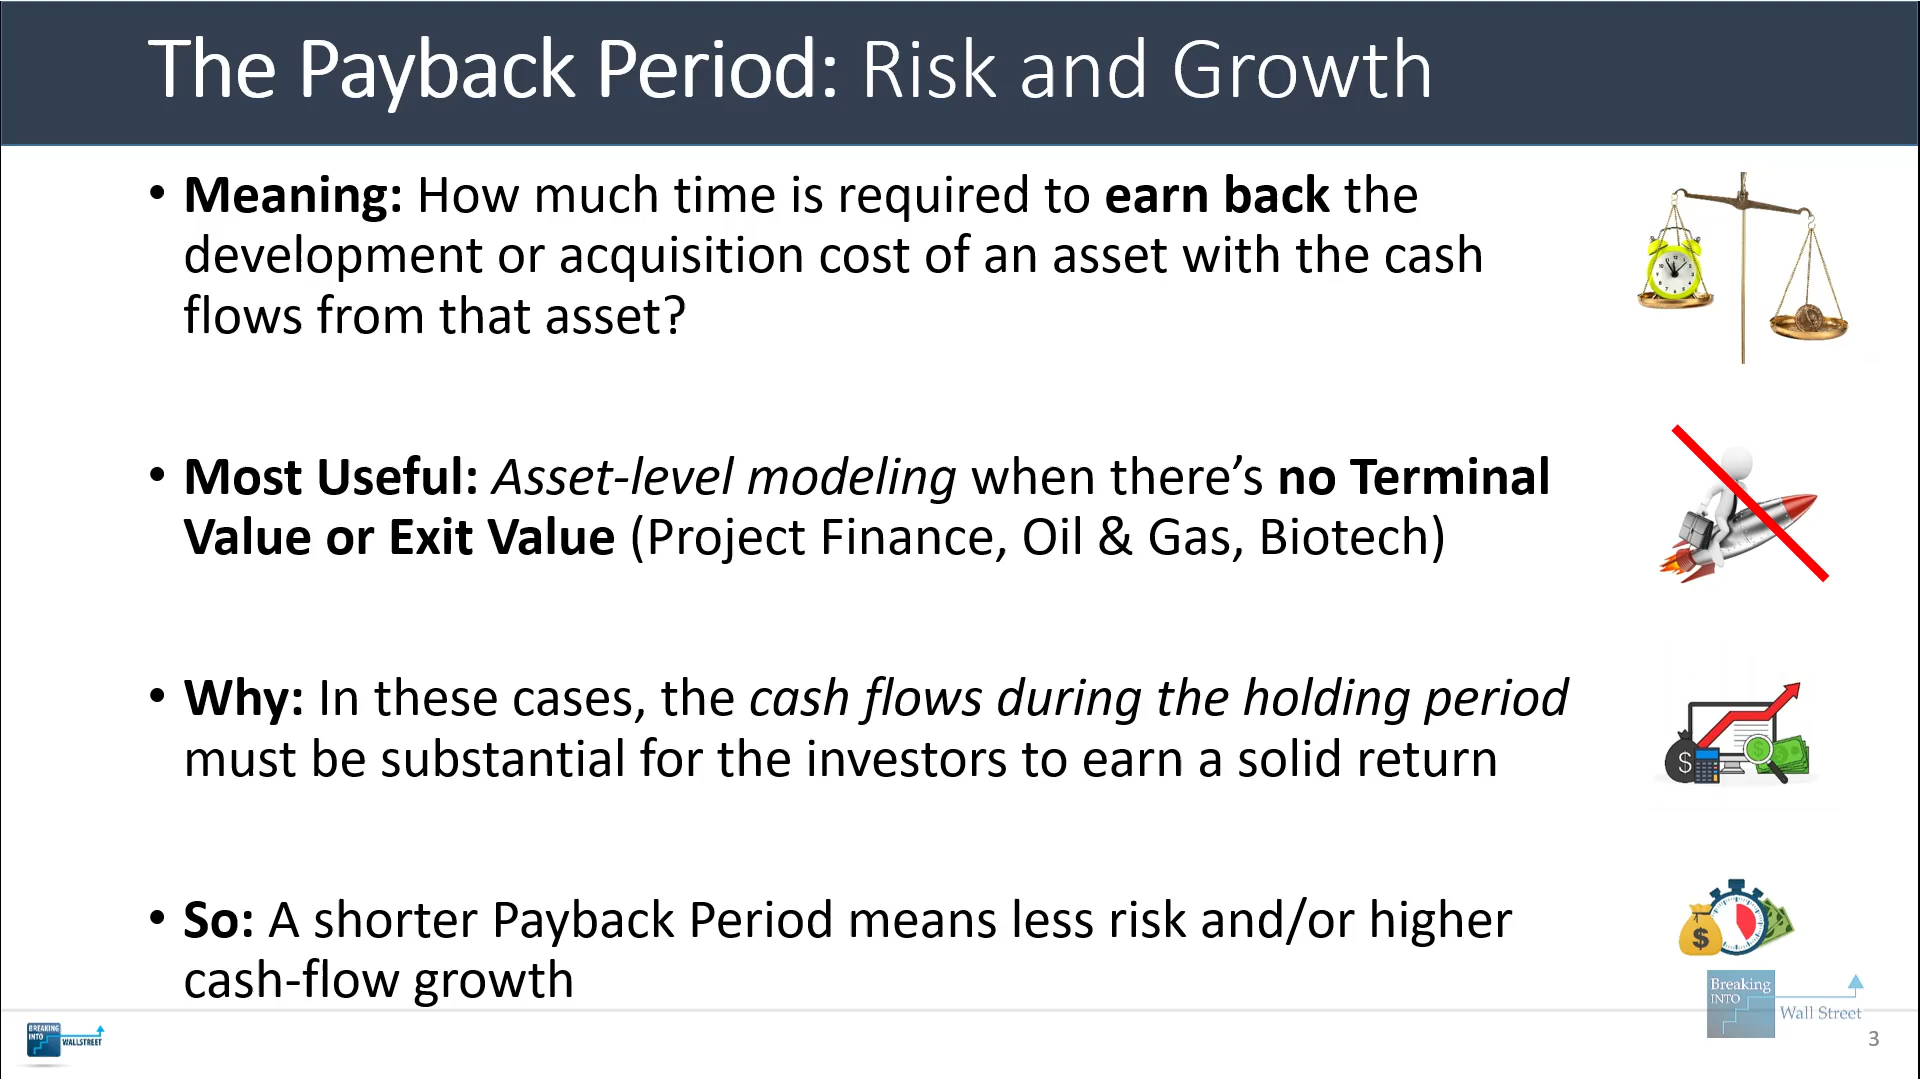 The Payback Period: Risk and Growth
• Meaning: How much time is required to earn back the
development or acquisition cost of an asset with the cash
flows from that asset?
• Most Useful: Asset-level modeling when there’s no Terminal
Value or Exit Value (Project Finance, Oil & Gas, Biotech)
• Why: In these cases, the cash flows during the holding period
must be substantial for the investors to earn a solid return
$
$
• So: A shorter Payback Period means less risk and/or higher
cash-flow growth
$
Breaking
INTO
Wall Street
BREAKING
INTO
WALLSTREET
3